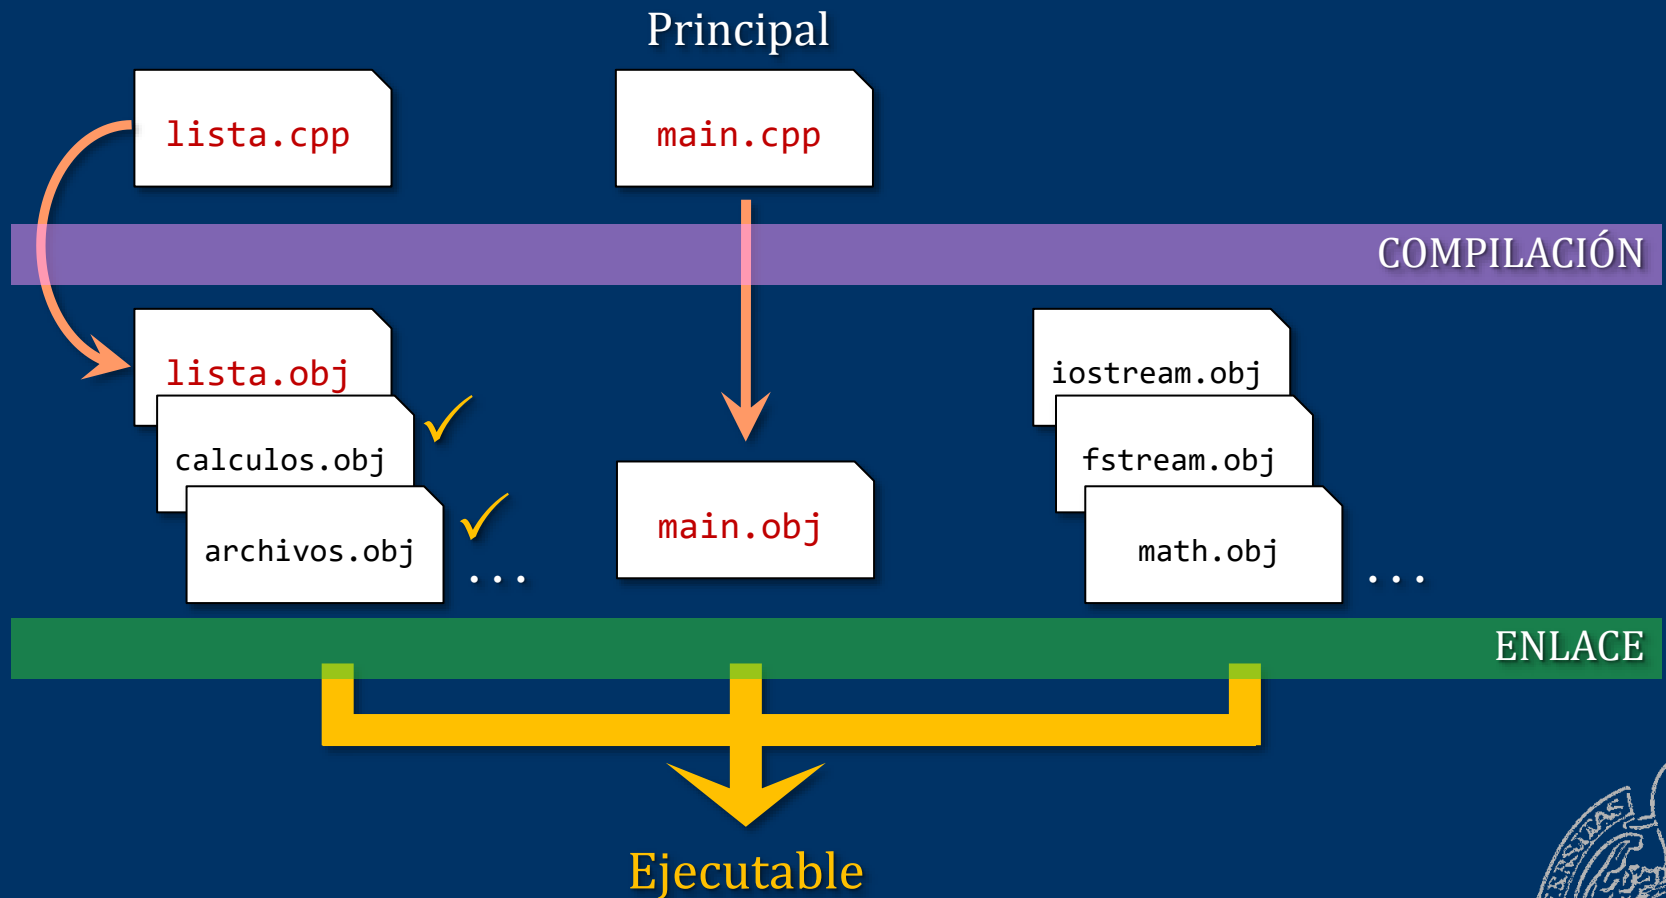 Principal
lista.cpp
main.cpp
COMPILACIÓN
lista.obj
calculos.obj
archivos.obj
...
main.obj
iostream.obj
fstream.obj
math.obj
...
ENLACE
Ejecutable